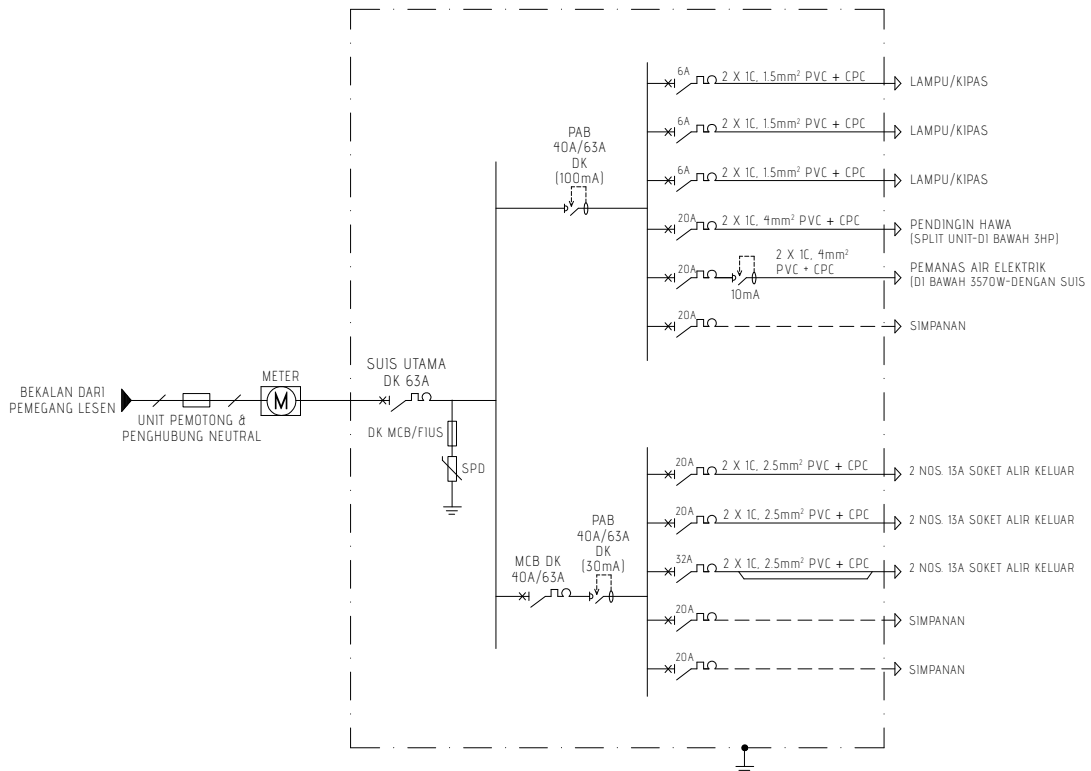 BEKALAN DARI
PEMEGANG LESEN
UNIT PEMOTONG &
PENGHUBUNG NEUTRAL
METER
M
SUIS UTAMA
DK 63A
DK MCB/FIUS
SPD
PAB
40A/63A
DK
(100mA)
6A
2 X 1C, 1.5mm² PVC + CPC
LAMPU/KIPAS
6A
2 X 1C, 1.5mm² PVC + CPC
LAMPU/KIPAS
6A
2 X 1C, 1.5mm² PVC + CPC
LAMPU/KIPAS
20A
2 X 1C, 4mm² PVC + CPC
PENDINGIN HAWA
(SPLIT UNIT-DI BAWAH 3HP)
20A
10mA
2 X 1C, 4mm²
PVC + CPC
PEMANAS AIR ELEKTRIK
(DI BAWAH 3570W-DENGAN SUIS
20A
SIMPANAN
MCB DK
40A/63A
PAB
40A/63A
DK
(30mA)
20A
2 X 1C, 2.5mm² PVC + CPC
2 NOS. 13A SOKET ALIR KELUAR
20A
2 X 1C, 2.5mm² PVC + CPC
2 NOS. 13A SOKET ALIR KELUAR
32A
2 X 1C, 2.5mm² PVC + CPC
2 NOS. 13A SOKET ALIR KELUAR
20A
SIMPANAN
20A
SIMPANAN